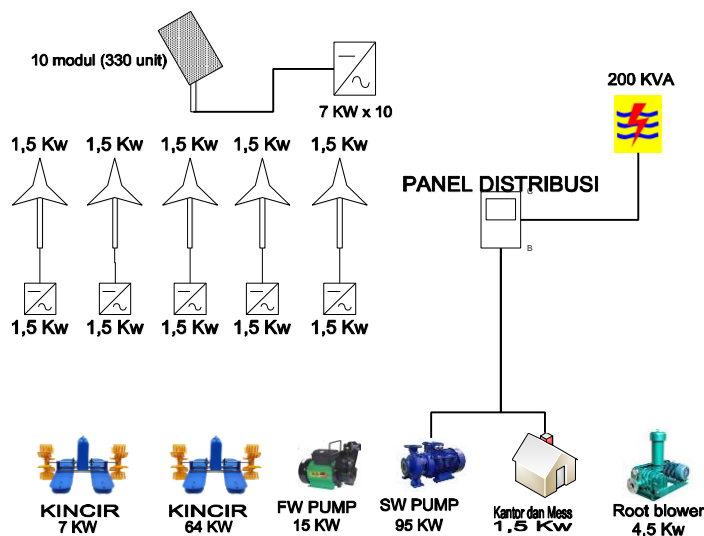 10 modul (330 unit)
7 KW x 10
200 KVA
1,5 Kw 1,5 Kw 1,5 Kw 1,5 Kw 1,5 Kw
PANEL DISTRIBUSI
C
B
1,5 Kw 1,5 Kw 1,5 Kw 1,5 Kw 1,5 Kw
KINCIR
7 KW
KINCIR
64 KW
FW PUMP
15 KW
SW PUMP
95 KW
Kantor dan Mess
1,5 Kw
Root blower
4,5 Kw